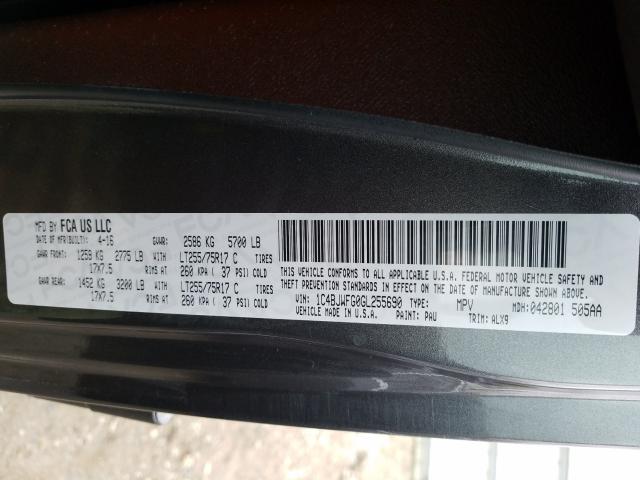 MFD BY FCA US LLC
DATE OF MFR(BUILT): 4-16 GVWR: 2586 KG 5700 LB
GAWR FRONT: 1258 KG 2775 LB WITH LT255/75R17 C TIRES
17X7.5 RIMS AT 260 KPA ( 37 PSI) COLD
GAWR REAR: 1452 KG 3200 LB WITH LT255/75R17 C TIRES
17X7.5 RIMS AT 260 KPA ( 37 PSI) COLD
THIS VEHICLE CONFORMS TO ALL APPLICABLE U.S.A. FEDERAL MOTOR VEHICLE SAFETY AND
THEFT PREVENTION STANDARDS IN EFFECT ON THE DATE OF MANUFACTURE SHOWN ABOVE.
VIN: 1C4BJWFG0GL255690 TYPE: MPV MDH: 042801 505AA
VEHICLE MADE IN U.S.A. PAINT: PAU TRIM: ALX9